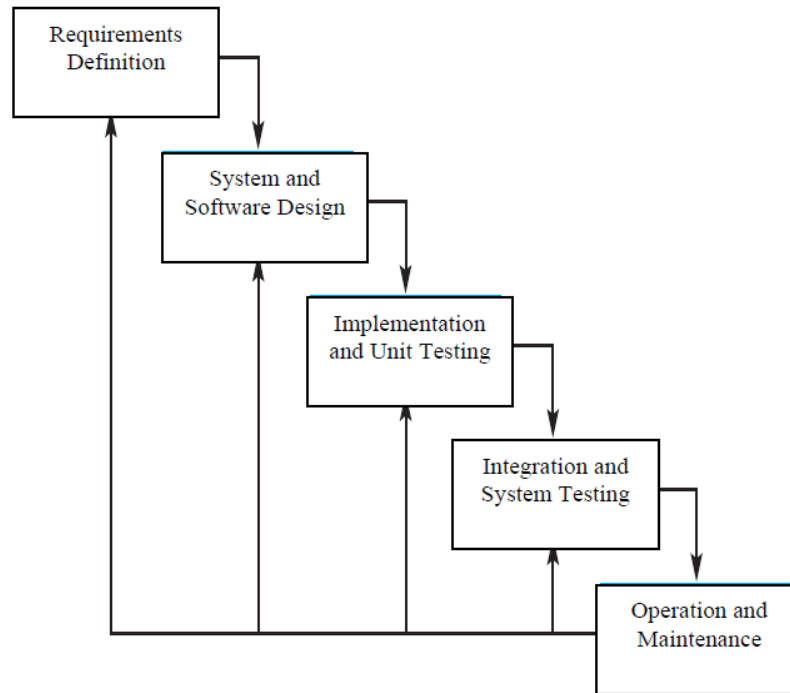 Requirements
Definition
System and
Software Design
Implementation
and Unit Testing
Integration and
System Testing
Operation and
Maintenance